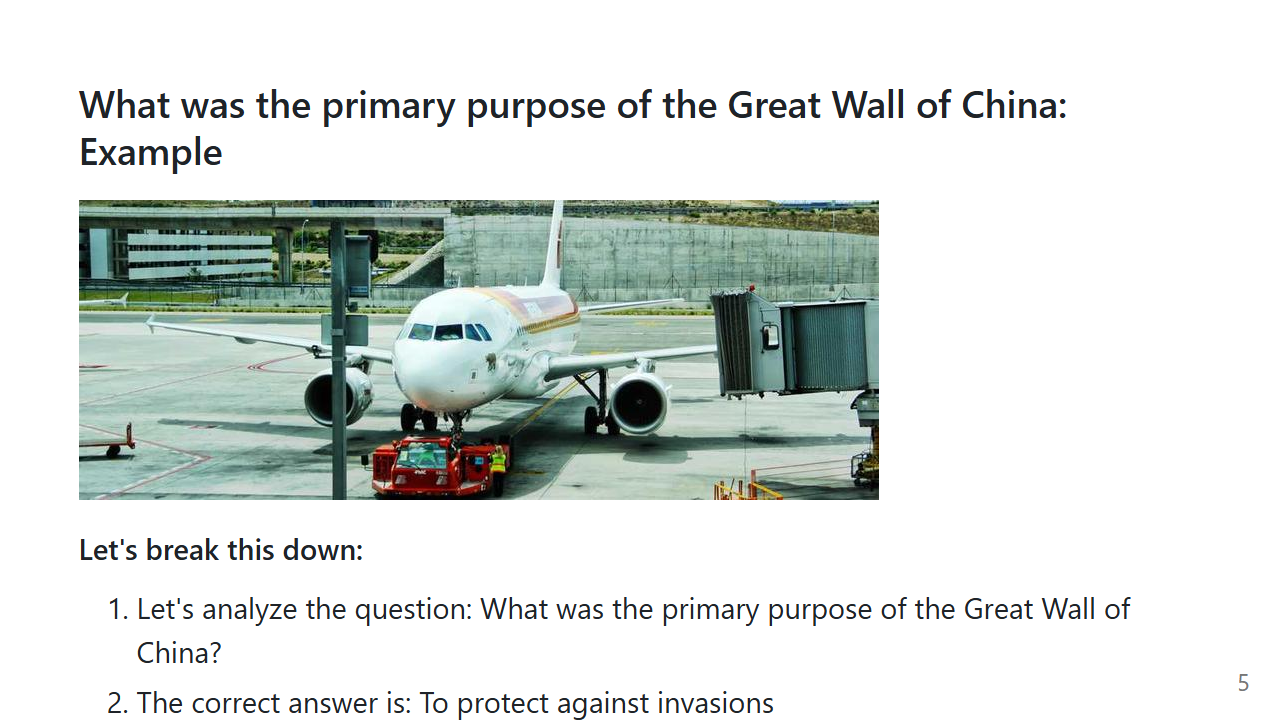 What was the primary purpose of the Great Wall of China:
Example
Let's break this down:
1. Let's analyze the question: What was the primary purpose of the Great Wall of
China?
2. The correct answer is: To protect against invasions
5